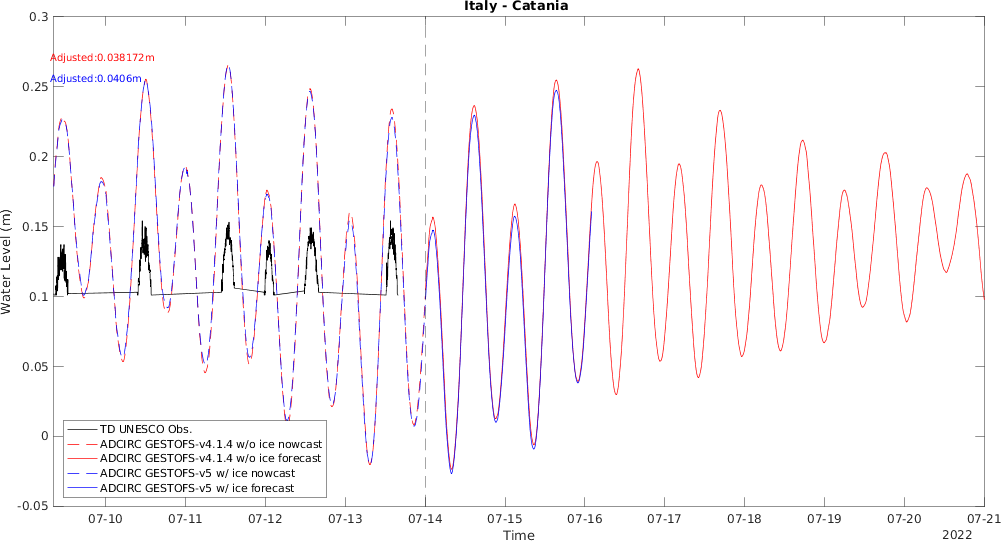 Italy - Catania
Adjusted:0.038172m
Adjusted:0.0406m
Water Level (m)
0.3
0.25
0.2
0.15
0.1
0.05
0
-0.05
TD UNESCO Obs.
ADCIRC GESTOFS-v4.1.4 w/o ice nowcast
ADCIRC GESTOFS-v4.1.4 w/o ice forecast
ADCIRC GESTOFS-v5 w/ ice nowcast
ADCIRC GESTOFS-v5 w/ ice forecast
07-10 07-11 07-12 07-13 07-14 07-15 07-16 07-17 07-18 07-19 07-20 07-21
Time
2022